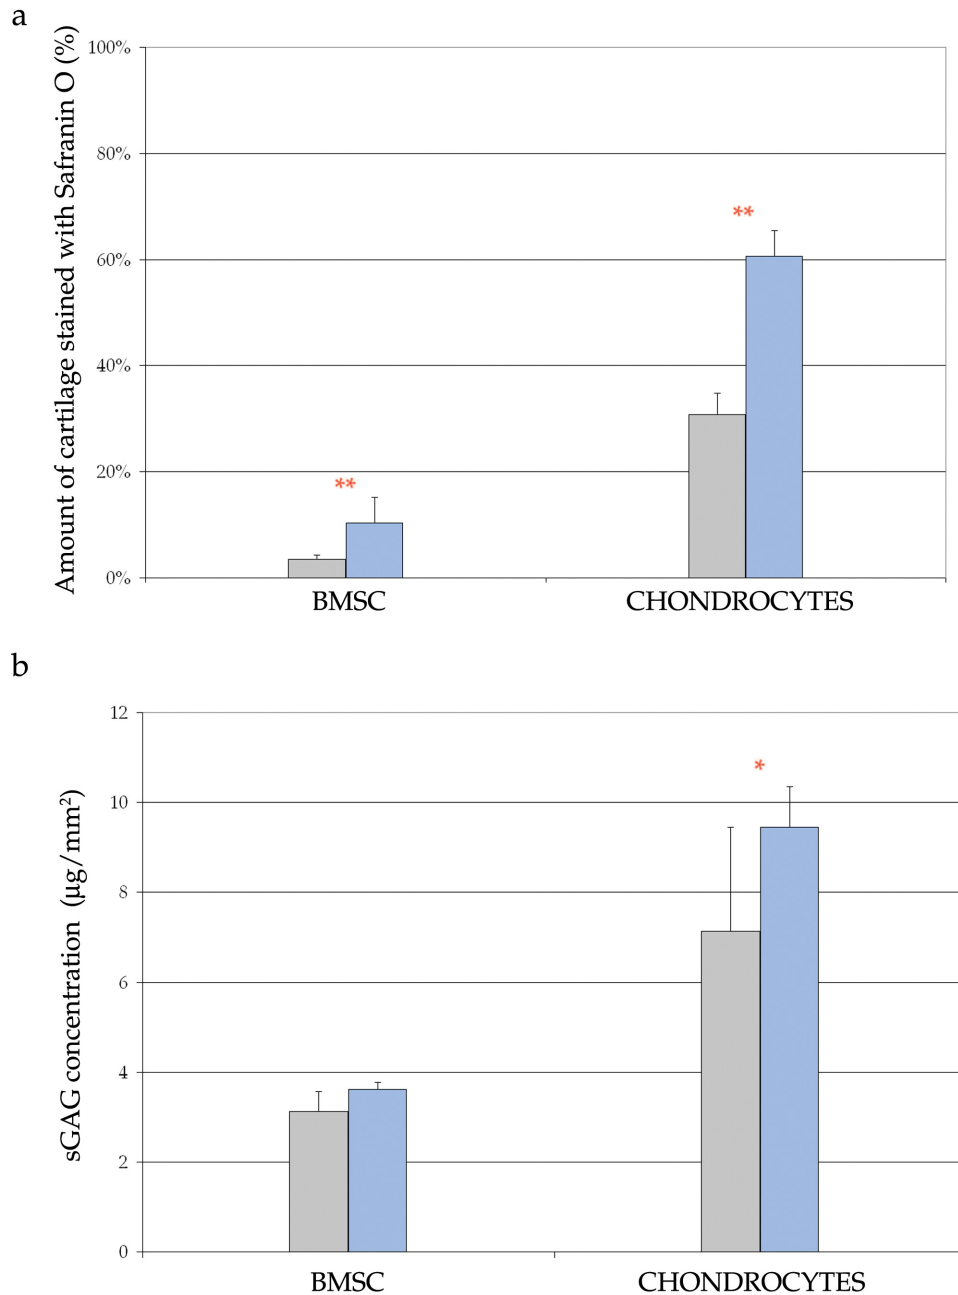 a
Amount of cartilage stained with Safranin O (%)
100%
80%
**
60%
40%
20%
**
0%
BMSC CHONDROCYTES
b
sGAG concentration (µg/mm²)
12
*
10
8
6
4
2
0
BMSC CHONDROCYTES